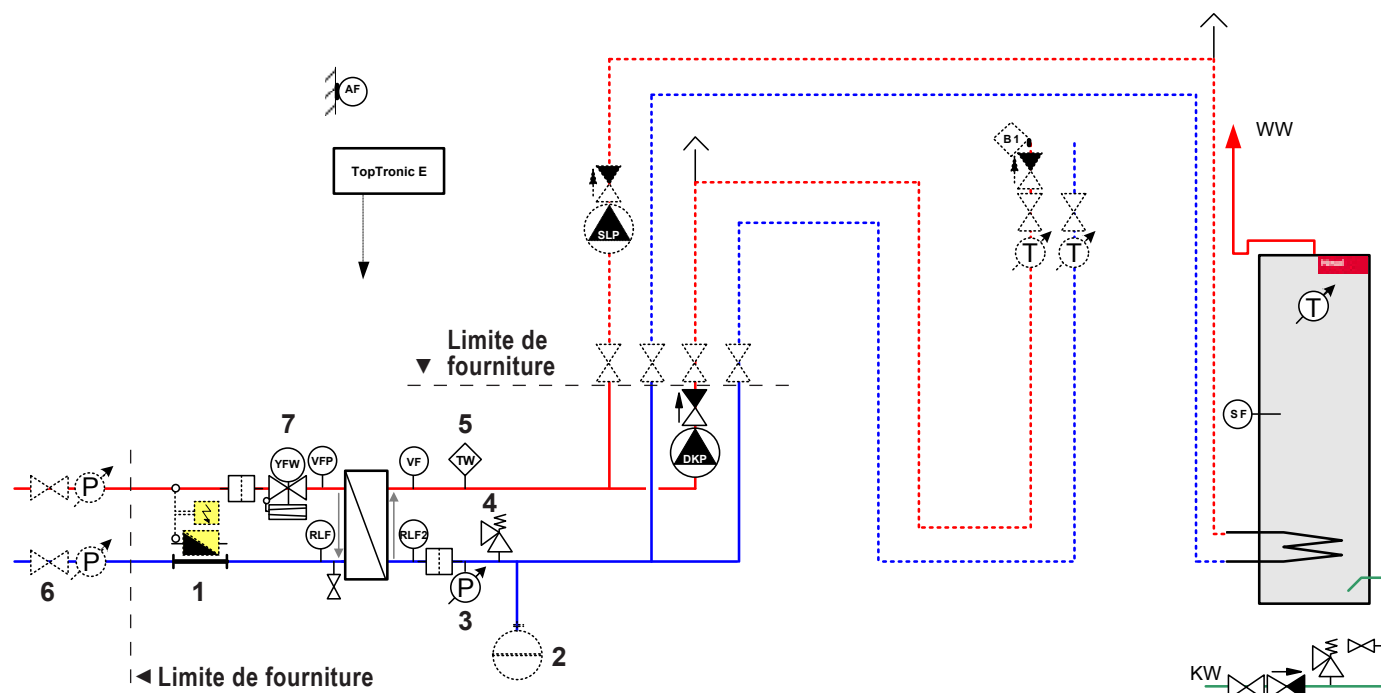 AF
TopTronic E
B1
WW
SLP
T
T
T
Limite de
fourniture
SF
7
5
DKP
YFW
VFP
VF
TW
P
4
RLF
RLF2
P
P
6
1
3
2
Limite de fourniture
KW